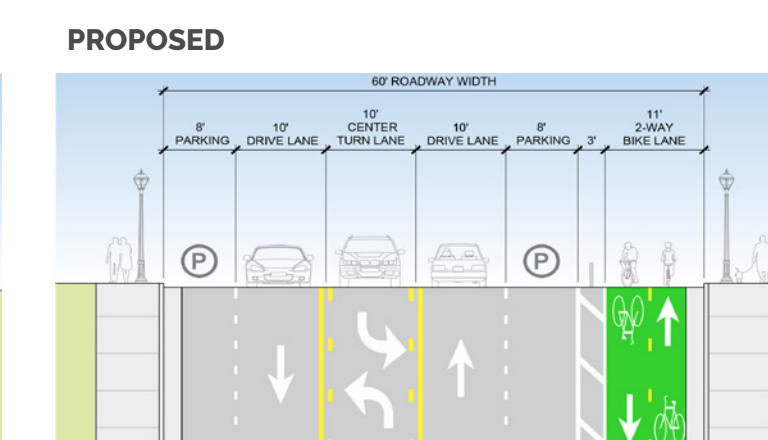 PROPOSED
60' ROADWAY WIDTH
8'
PARKING
10'
DRIVE LANE
10'
CENTER
TURN LANE
10'
DRIVE LANE
8'
PARKING
3'
11'
2-WAY
BIKE LANE
P
P